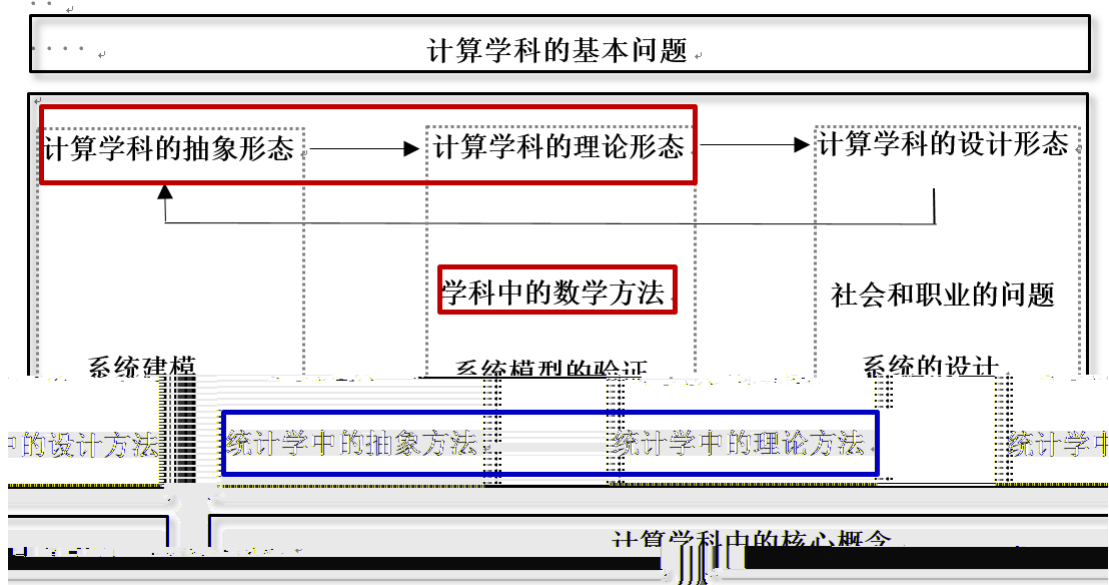 计算学科的基本问题
计算学科的抽象形态 计算学科的理论形态 计算学科的设计形态
学科中的数学方法 社会和职业的问题
系统建模 系统模型的验证 系统的设计
中的设计方法 统计学中的抽象方法 统计学中的理论方法 统计学中
计算学科中的核心概念